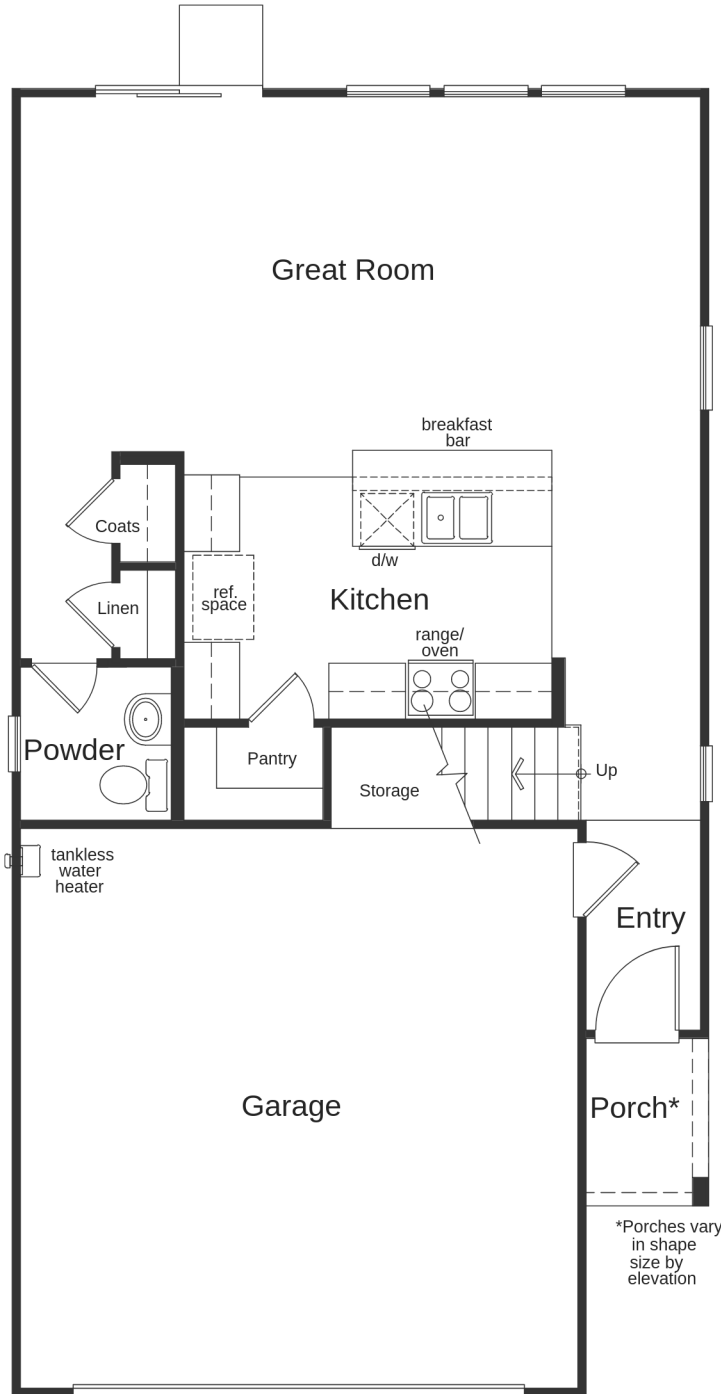 Great Room
breakfast
bar
Coats
d/w
Linen
ref.
space
Kitchen
range/
oven
Powder
Pantry
Storage
Up
tankless
water
heater
Entry
Garage
Porch*
*Porches vary
in shape
size by
elevation